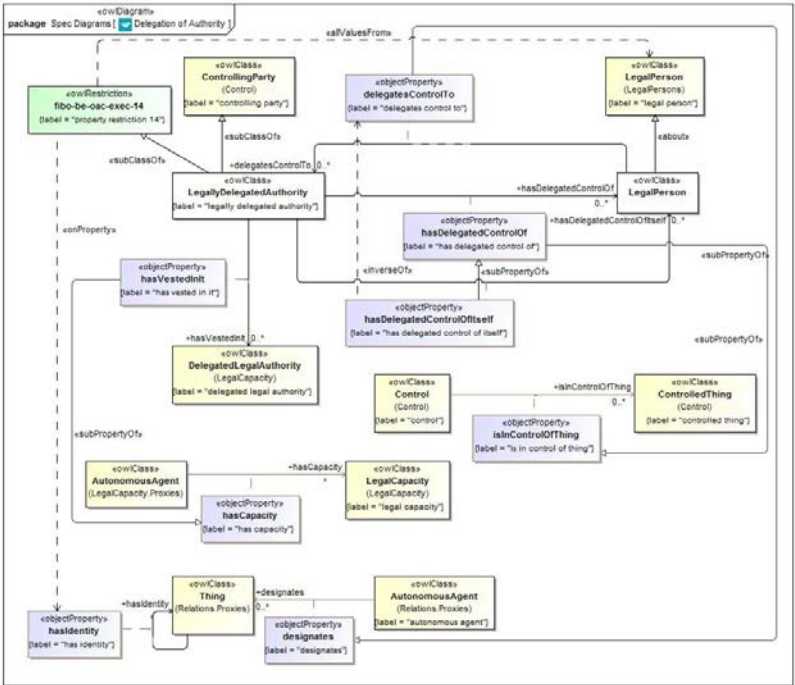 «owlDiagram»
package Spec Diagrams [ Delegation of Authority ]
«allValuesFrom»
«owlClass»
ControllingParty
(Control)
[label = "controlling party"}
«objectProperty»
delegatesControlTo
{label = "delegates control to"}
«owlClass»
LegalPerson
(LegalPersons)
{label = "legal person"}
«owlRestriction»
fibo-be-oac-exec-14
{label = "property restriction 14"}
«subClassOf»
«subClassOf»
«about»
+delegatesControlTo 0..*
«owlClass»
LegallyDelegatedAuthority
{label = "legally delegated authority"}
+hasDelegatedControlOf
0..*
«owlClass»
LegalPerson
«onProperty»
«objectProperty»
hasDelegatedControlOf
{label = "has delegated control of"}
+hasDelegatedControlOfItself 0..*
«subPropertyOf»
«objectProperty»
hasVestedInIt
{label = "has vested in it"}
«inverseOf»
«subPropertyOf»
«objectProperty»
hasDelegatedControlOfItself
{label = "has delegated control of itself"}
«subPropertyOf»
+hasVestedInIt 0..*
«owlClass»
DelegatedLegalAuthority
(LegalCapacity)
{label = "delegated legal authority"}
«owlClass»
Control
(Control)
{label = "control"}
+isInControlOfThing
0..*
«owlClass»
ControlledThing
(Control)
{label = "controlled thing"}
«objectProperty»
isInControlOfThing
{label = "is in control of thing"}
«subPropertyOf»
«owlClass»
AutonomousAgent
(LegalCapacity.Proxies)
+hasCapacity
*
«owlClass»
LegalCapacity
(LegalCapacity)
{label = "legal capacity"}
«objectProperty»
hasCapacity
{label = "has capacity"}
+hasIdentity
«owlClass»
Thing
(Relations.Proxies)
+designates
0..*
«owlClass»
AutonomousAgent
(Relations.Proxies)
{label = "autonomous agent"}
«objectProperty»
hasIdentity
{label = "has identity"}
«objectProperty»
designates
{label = "designates"}